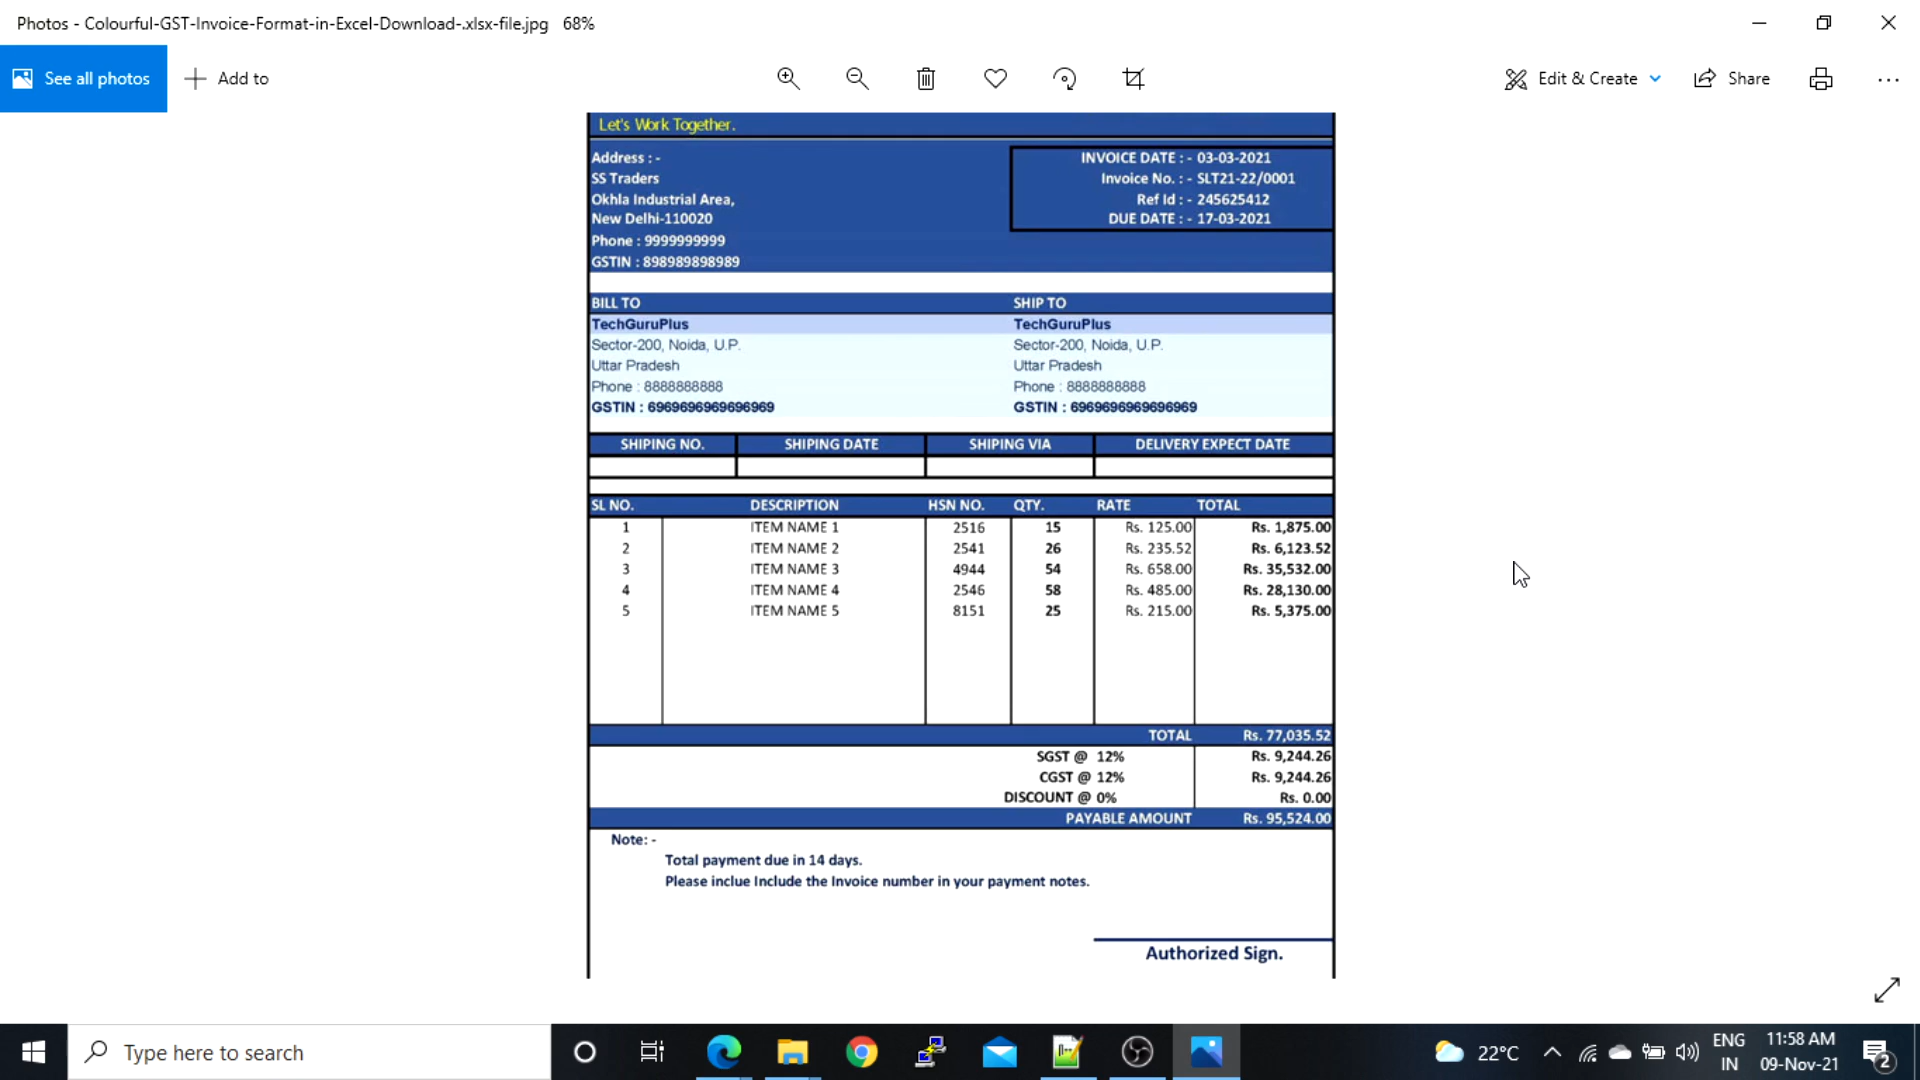 Photos - Colourful-GST-Invoice-Format-in-Excel-Download-.xlsx-file.jpg 68%
See all photos
Add to
Edit & Create
Share
Let's Work Together.
Address : -
SS Traders
Okhla Industrial Area,
New Delhi-110020
Phone : 9999999999
GSTIN : 898989898989
INVOICE DATE : - 03-03-2021
Invoice No. : - SLT21-22/0001
Ref Id : - 245625412
DUE DATE : - 17-03-2021
BILL TO SHIP TO
TechGuruPlus TechGuruPlus
Sector-200, Noida, U.P. Sector-200, Noida, U.P.
Uttar Pradesh Uttar Pradesh
Phone : 8888888888 Phone : 8888888888
GSTIN : 6969696969696969 GSTIN : 6969696969696969
SHIPING NO. SHIPING DATE SHIPING VIA DELIVERY EXPECT DATE
SL NO. DESCRIPTION HSN NO. QTY. RATE TOTAL
1 ITEM NAME 1 2516 15 Rs. 125.00 Rs. 1,875.00
2 ITEM NAME 2 2541 26 Rs. 235.52 Rs. 6,123.52
3 ITEM NAME 3 4944 54 Rs. 658.00 Rs. 35,532.00
4 ITEM NAME 4 2546 58 Rs. 485.00 Rs. 28,130.00
5 ITEM NAME 5 8151 25 Rs. 215.00 Rs. 5,375.00
TOTAL Rs. 77,035.52
SGST @ 12% Rs. 9,244.26
CGST @ 12% Rs. 9,244.26
DISCOUNT @ 0% Rs. 0.00
PAYABLE AMOUNT Rs. 95,524.00
Note: -
Total payment due in 14 days.
Please inclue Include the Invoice number in your payment notes.
Authorized Sign.
Type here to search
22°C
ENG
IN
11:58 AM
09-Nov-21
2